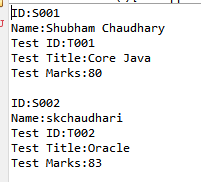 ID:S001
Name:Shubham Chaudhary
Test ID:T001
Test Title:Core Java
Test Marks:80

ID:S002
Name:skchaudhari
Test ID:T002
Test Title:Oracle
Test Marks:83